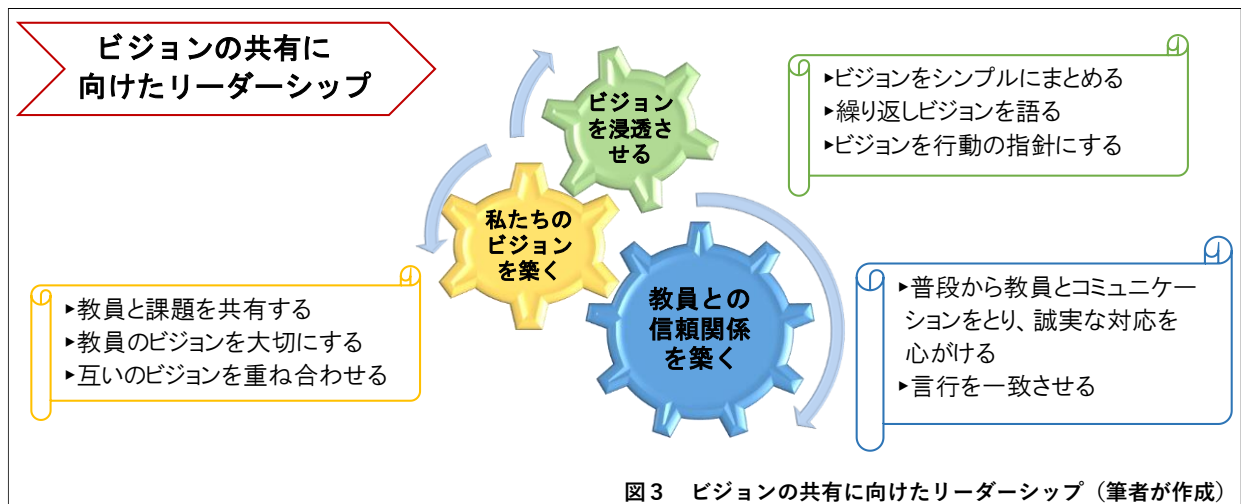 ビジョンの共有に
向けたリーダーシップ
ビジョン
を浸透さ
せる
▶ビジョンをシンプルにまとめる
▶繰り返しビジョンを語る
▶ビジョンを行動の指針にする
私たちの
ビジョン
を築く
▶教員と課題を共有する
▶教員のビジョンを大切にする
▶互いのビジョンを重ね合わせる
教員との
信頼関係
を築く
▶普段から教員とコミュニケー
ションをとり、誠実な対応を
心がける
▶言行を一致させる
図３　ビジョンの共有に向けたリーダーシップ（筆者が作成）